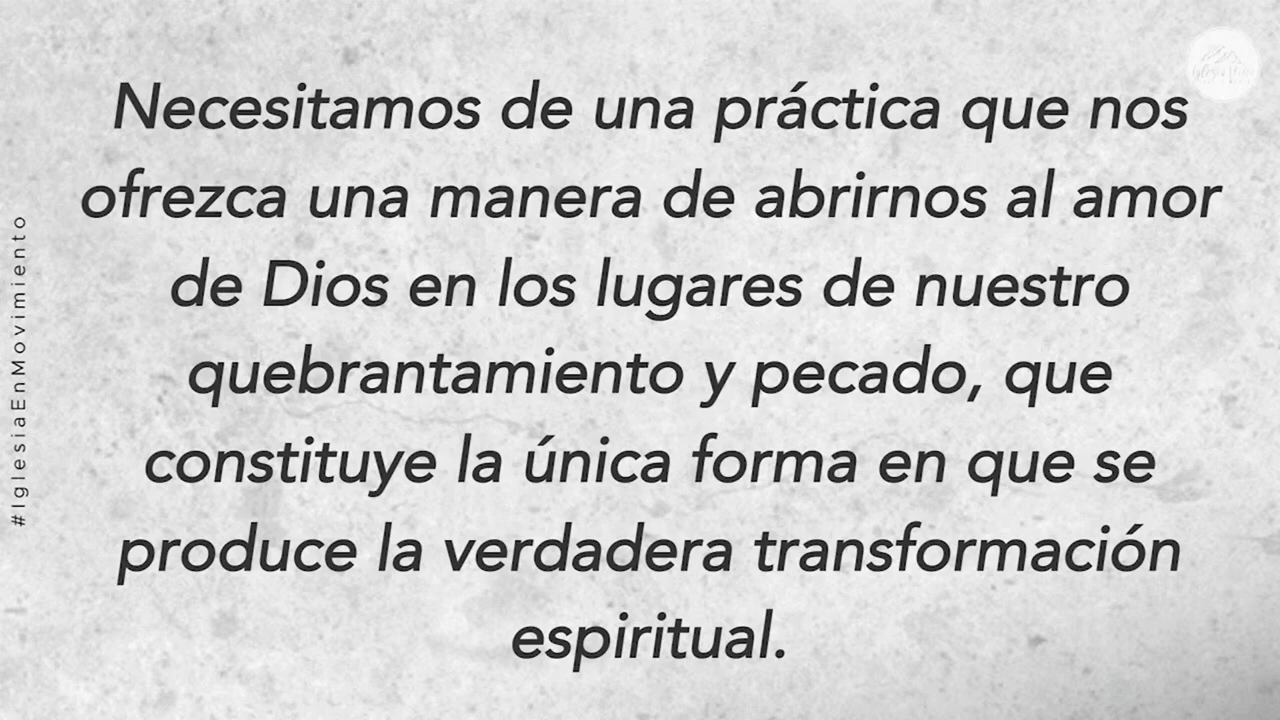 Necesitamos de una práctica que nos
ofrezca una manera de abrirnos al amor
de Dios en los lugares de nuestro
quebrantamiento y pecado, que
constituye la única forma en que se
produce la verdadera transformación
espiritual.
#IglesiaEnMovimiento